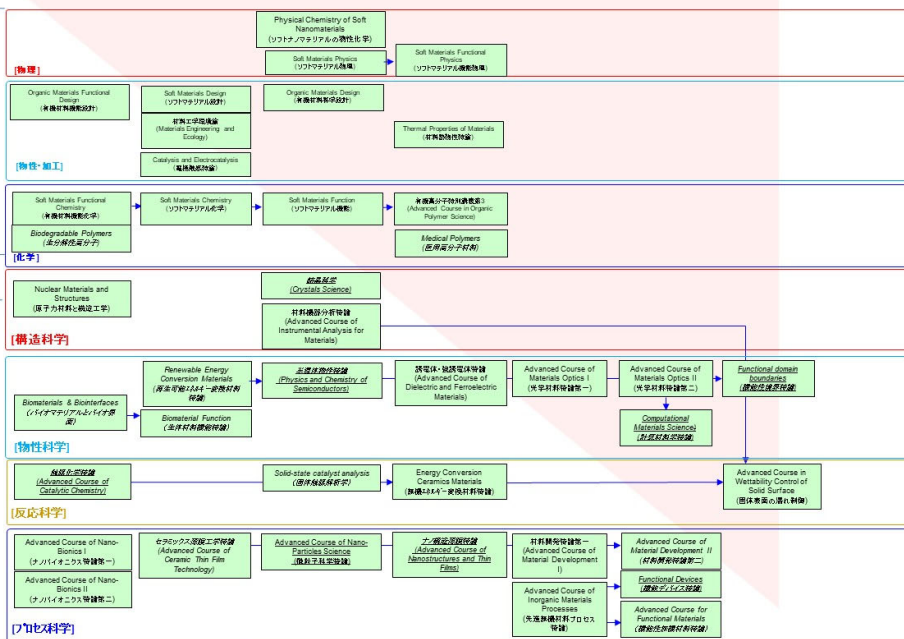 Physical Chemistry of Soft
Nanomaterials
(ソフトナノマテリアルの物性化学)
Soft Materials Physics
(ソフトマテリアル物理)
Soft Materials Functional
Physics
(ソフトマテリアル機能物理)
[物理]
Organic Materials Functional
Design
(有機材料機能設計)
Soft Materials Design
(ソフトマテリアル設計)
Organic Materials Design
(有機材料科学設計)
材料工学環境論
(Materials Engineering and
Ecology)
Thermal Properties of Materials
(材料熱物性特論)
Catalysis and Electrocatalysis
(電極触感特論)
[物性・加工]
Soft Materials Functional
Chemistry
(有機材料機能化学)
Soft Materials Chemistry
(ソフトマテリアル化学)
Soft Materials Function
(ソフトマテリアル機能)
有機高分子特別講義第3
(Advanced Course in Organic
Polymer Science)
Biodegradable Polymers
(生分解性高分子)
Medical Polymers
(医用高分子材料)
[化学]
Nuclear Materials and
Structures
(原子力材料と構造工学)
結晶科学
(Crystals Science)
材料機器分析特論
(Advanced Course of
Instrumental Analysis for
Materials)
[構造科学]
Renewable Energy
Conversion Materials
(再生可能エネルギー変換材料
特論)
半導体物性特論
(Physics and Chemistry of
Semiconductors)
誘電体・強誘電体特論
(Advanced Course of
Dielectric and Ferroelectric
Materials)
Advanced Course of
Materials Optics I
(光学材料特論第一)
Advanced Course of
Materials Optics II
(光学材料特論第二)
Functional domain
boundaries
(機能性境界特論)
Biomaterials & Biointerfaces
(バイオマテリアルとバイオ界
面)
Biomaterial Function
(生体材料機能特論)
Computational
Materials Science)
(計算材料学特論)
[物性科学]
触媒化学特論
(Advanced Course of
Catalytic Chemistry)
Solid-state catalyst analysis
(固体触媒解析学)
Energy Conversion
Ceramics Materials
(無機エネルギー変換材料特論)
Advanced Course in
Wettability Control of
Solid Surface
(固体表面の濡れ制御)
[反応科学]
Advanced Course of Nano-
Bionics I
(ナノバイオニクス特論第一)
セラミックス薄膜工学特論
(Advanced Course of
Ceramic Thin Film
Technology)
Advanced Course of Nano-
Particles Science
(微粒子科学特論)
ナノ構造薄膜特論
(Advanced Course of
Nanostructures and Thin
Films)
材料開発特論第一
(Advanced Course of
Material Development
I)
Advanced Course of
Material Development II
(材料開発特論第二)
Advanced Course of Nano-
Bionics II
(ナノバイオニクス特論第二)
Advanced Course of
Inorganic Materials
Processes
(先進無機材料プロセス
特論)
Functional Devices
(機能デバイス特論)
Advanced Course for
Functional Materials
(機能性無機材料特論)
[プロセス科学]